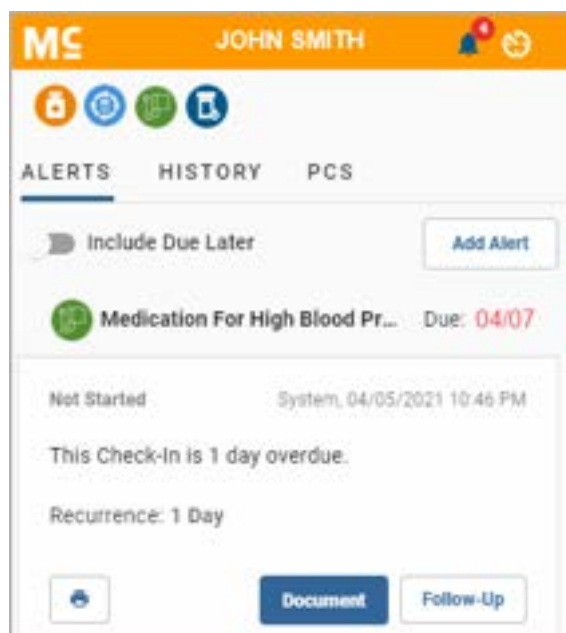 MC JOHN SMITH 4
ALERTS HISTORY PCS
Include Due Later Add Alert
Medication For High Blood Pr... Due: 04/07
Not Started System, 04/05/2021 10:46 PM
This Check-In is 1 day overdue.
Recurrence: 1 Day
Document Follow-Up